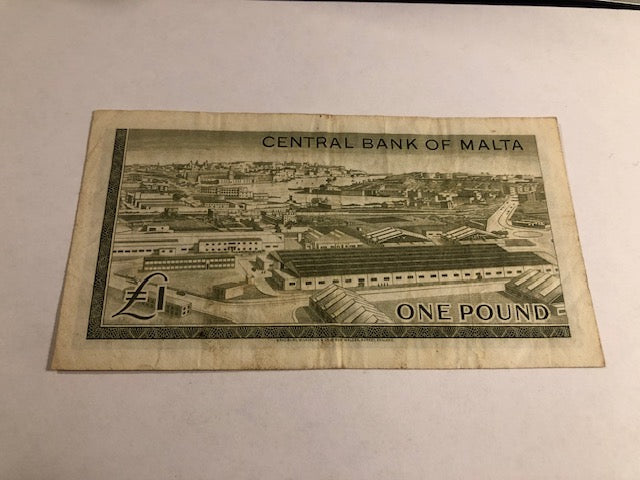 CENTRAL BANK OF MALTA
£1
ONE POUND